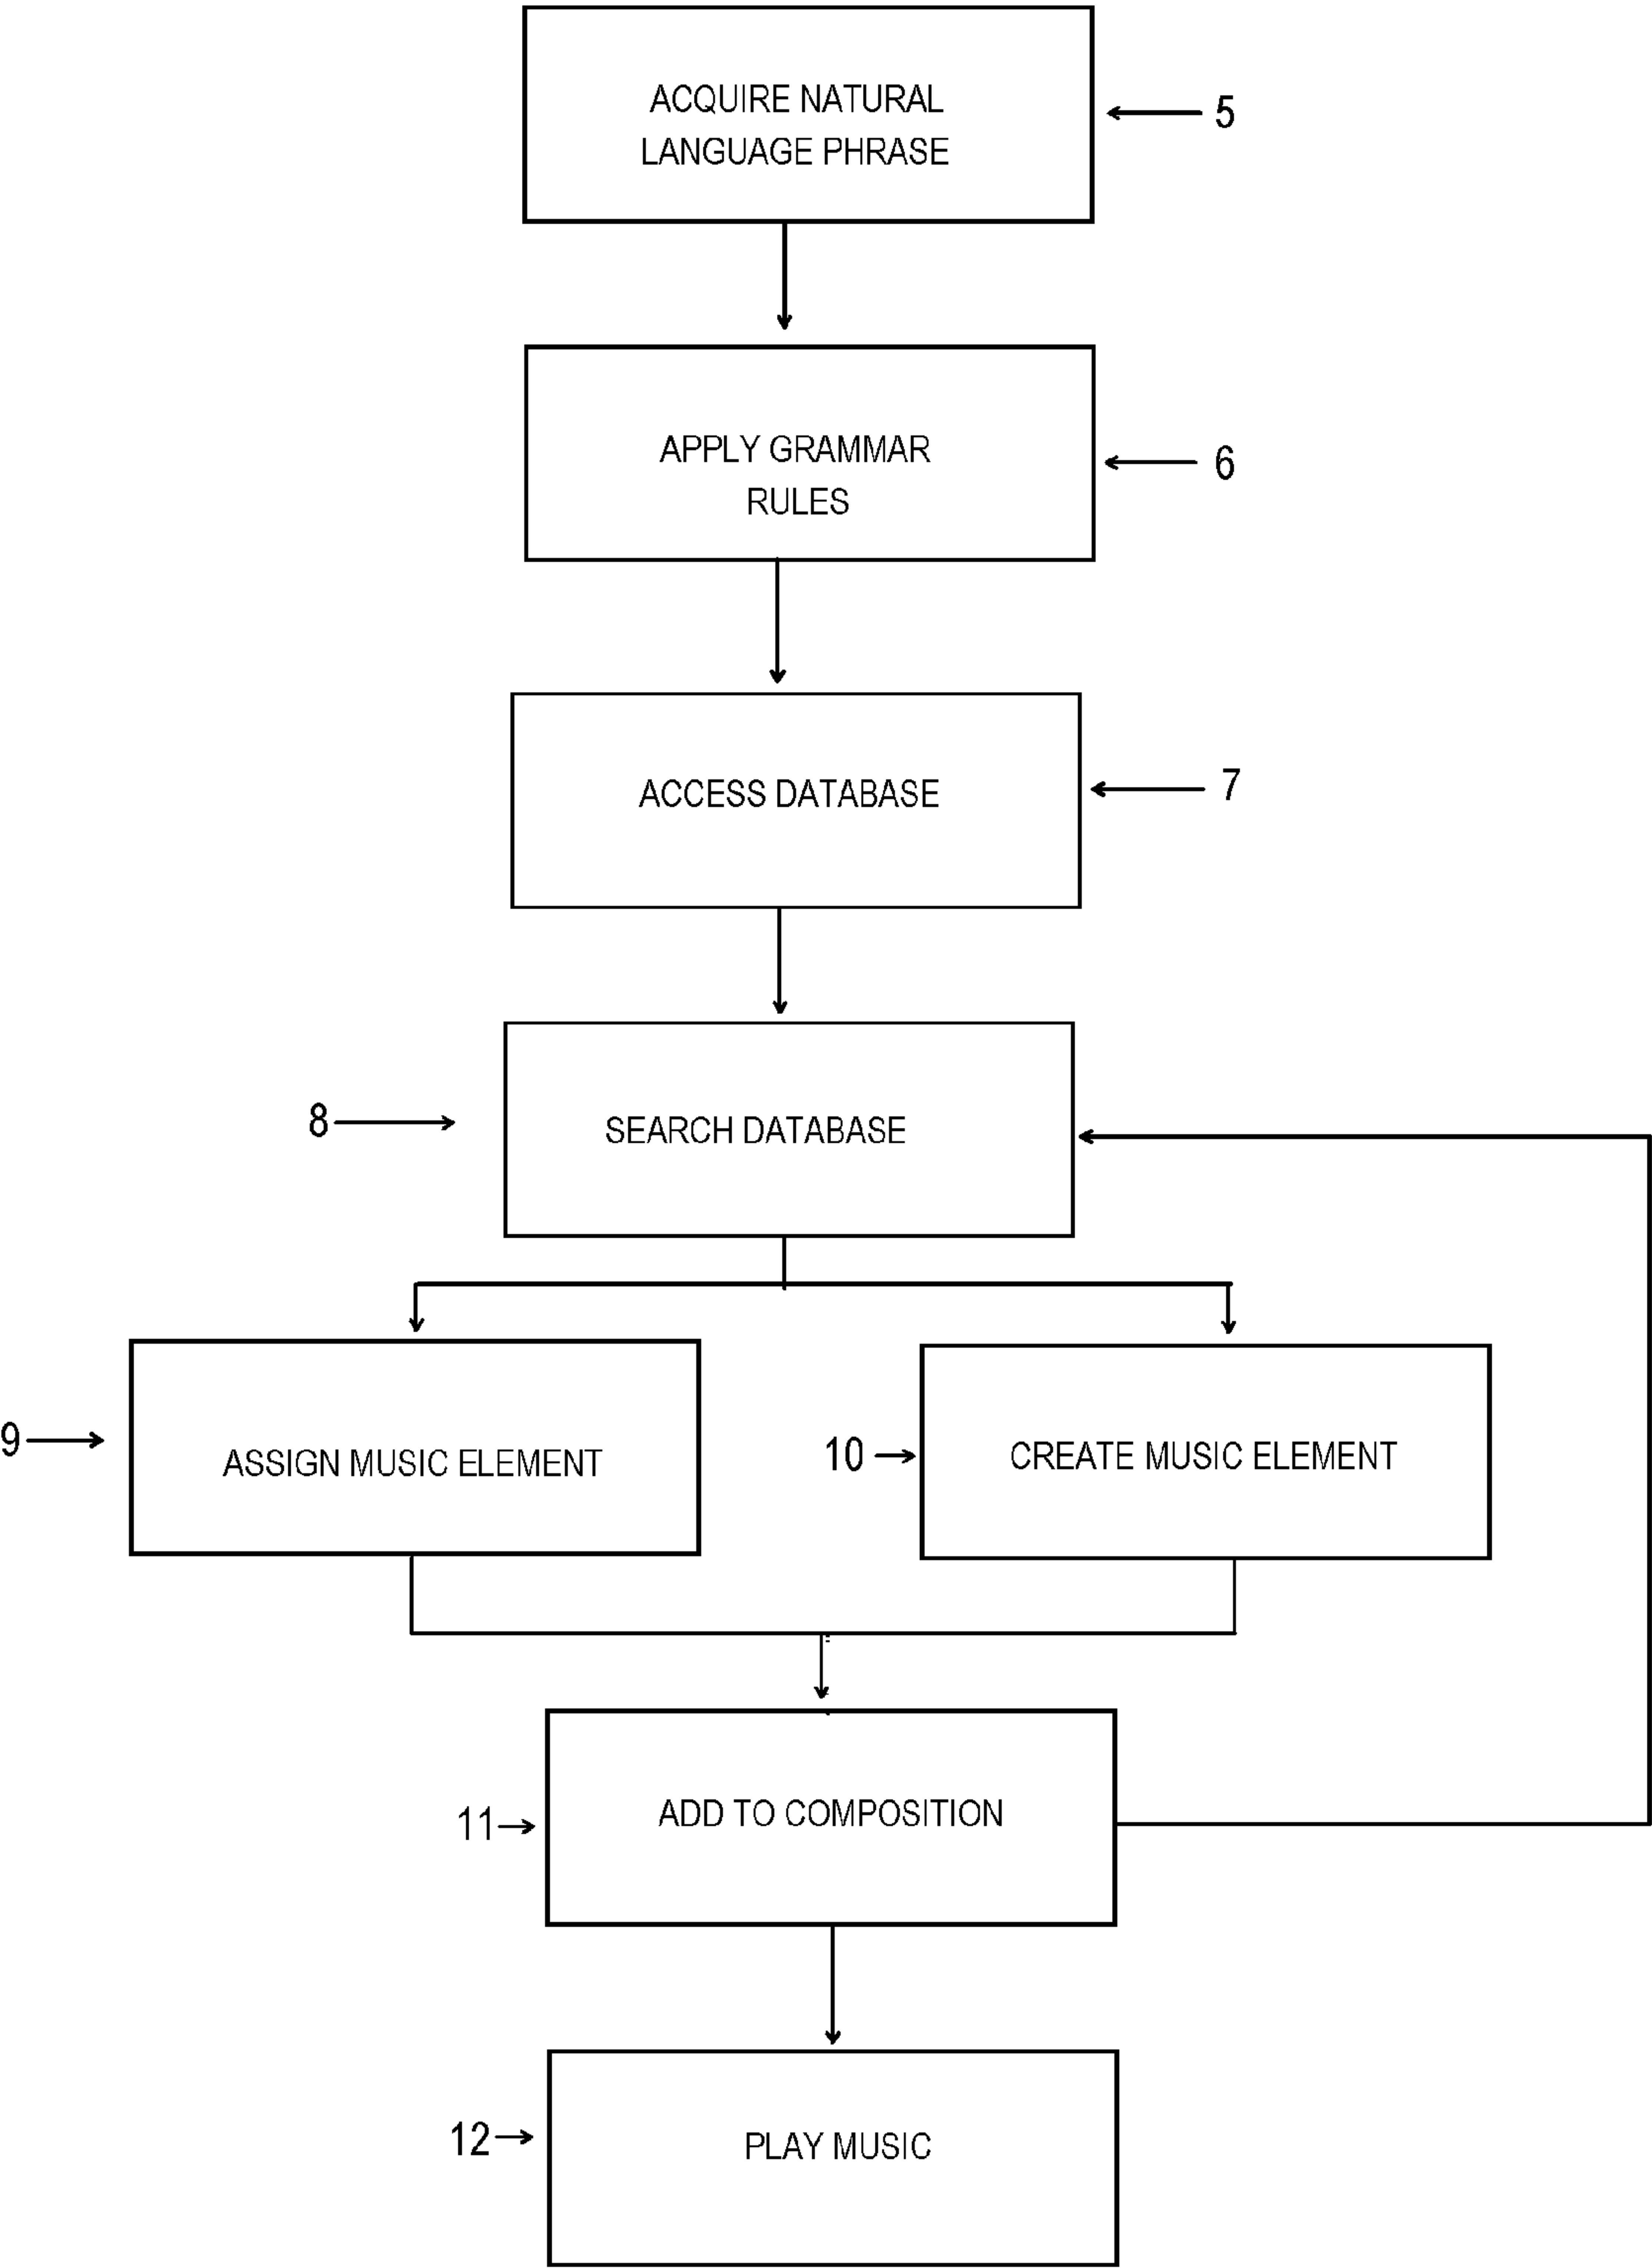 ACQUIRE NATURAL
LANGUAGE PHRASE
5
APPLY GRAMMAR
RULES
6
ACCESS DATABASE
7
8
SEARCH DATABASE
9
ASSIGN MUSIC ELEMENT
10
CREATE MUSIC ELEMENT
11
ADD TO COMPOSITION
12
PLAY MUSIC